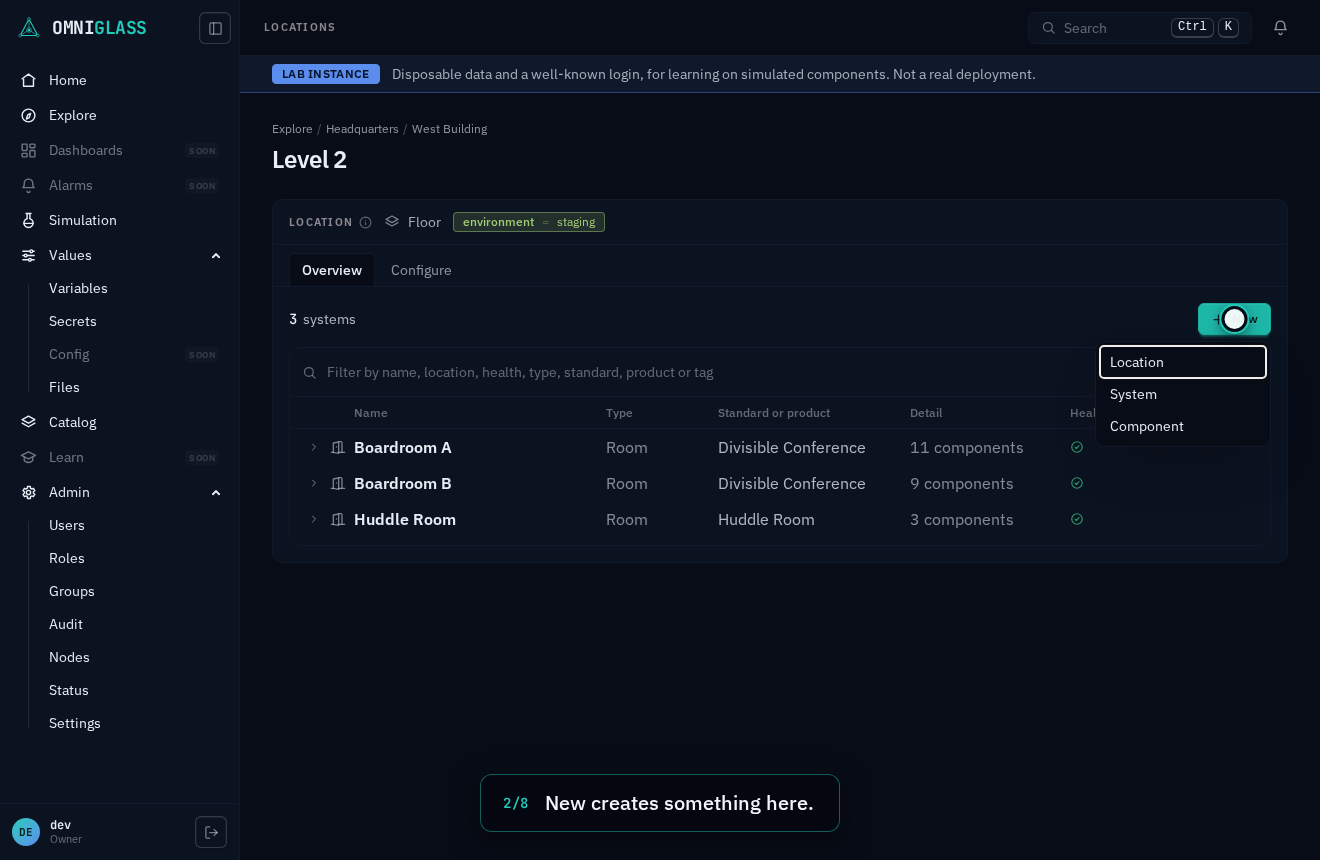 OMNIGLASS
LOCATIONS
Search
Ctrl K
LAB INSTANCE
Disposable data and a well-known login, for learning on simulated components. Not a real deployment.
Home
Explore
Dashboards SOON
Alarms SOON
Simulation
Values
Variables
Secrets
Config SOON
Files
Catalog
Learn SOON
Admin
Users
Roles
Groups
Audit
Nodes
Status
Settings
DE
dev
Owner
Explore / Headquarters / West Building
Level 2
LOCATION Floor environment = staging
Overview Configure
3 systems
Location
System
Component
Filter by name, location, health, type, standard, product or tag
Name Type Standard or product Detail
Boardroom A Room Divisible Conference 11 components
Boardroom B Room Divisible Conference 9 components
Huddle Room Room Huddle Room 3 components
2/8 New creates something here.